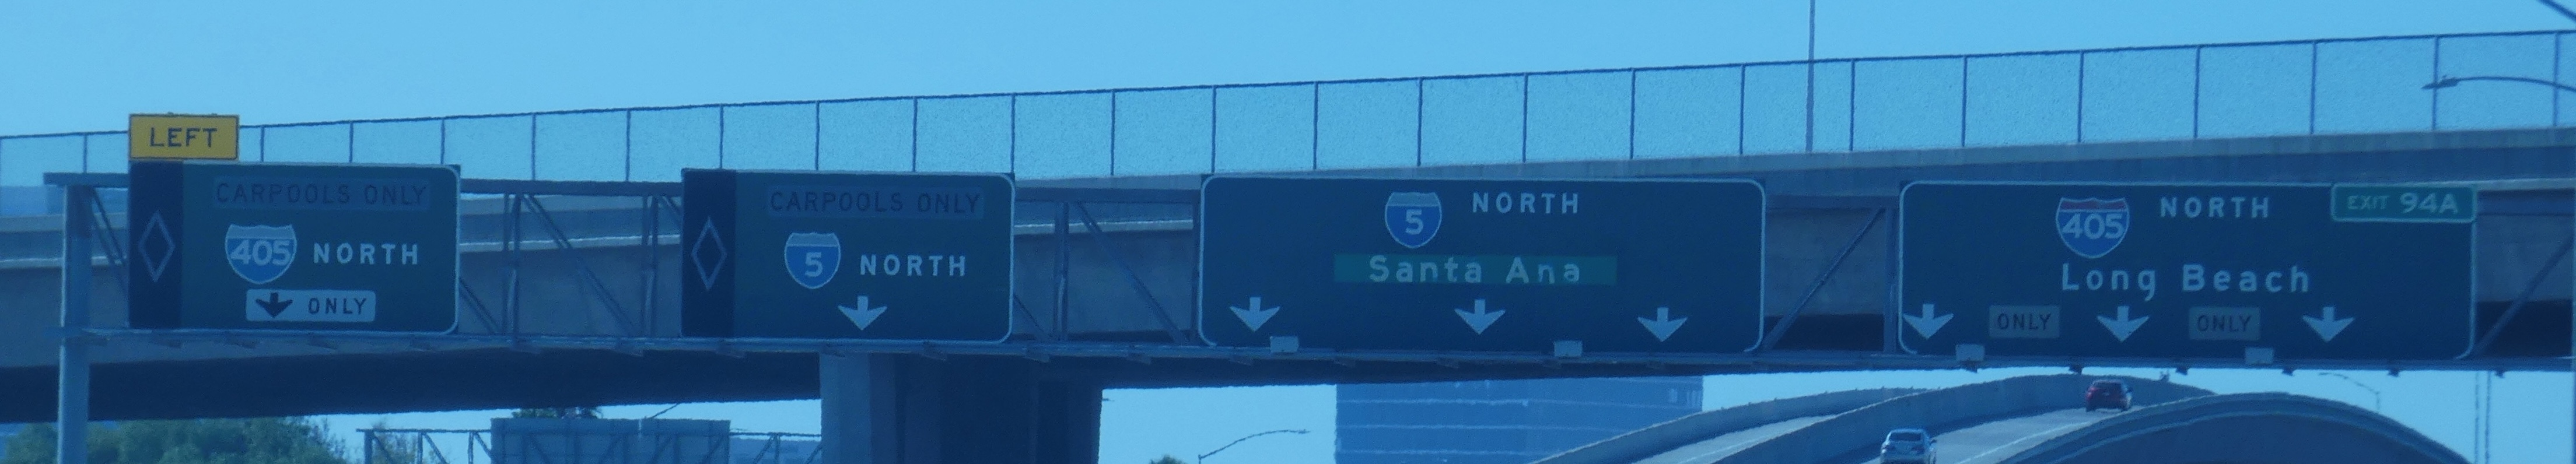 LEFT
CARPOOLS ONLY
405 NORTH
ONLY
CARPOOLS ONLY
5 NORTH
5 NORTH
Santa Ana
EXIT 94A
405 NORTH
Long Beach
ONLY ONLY